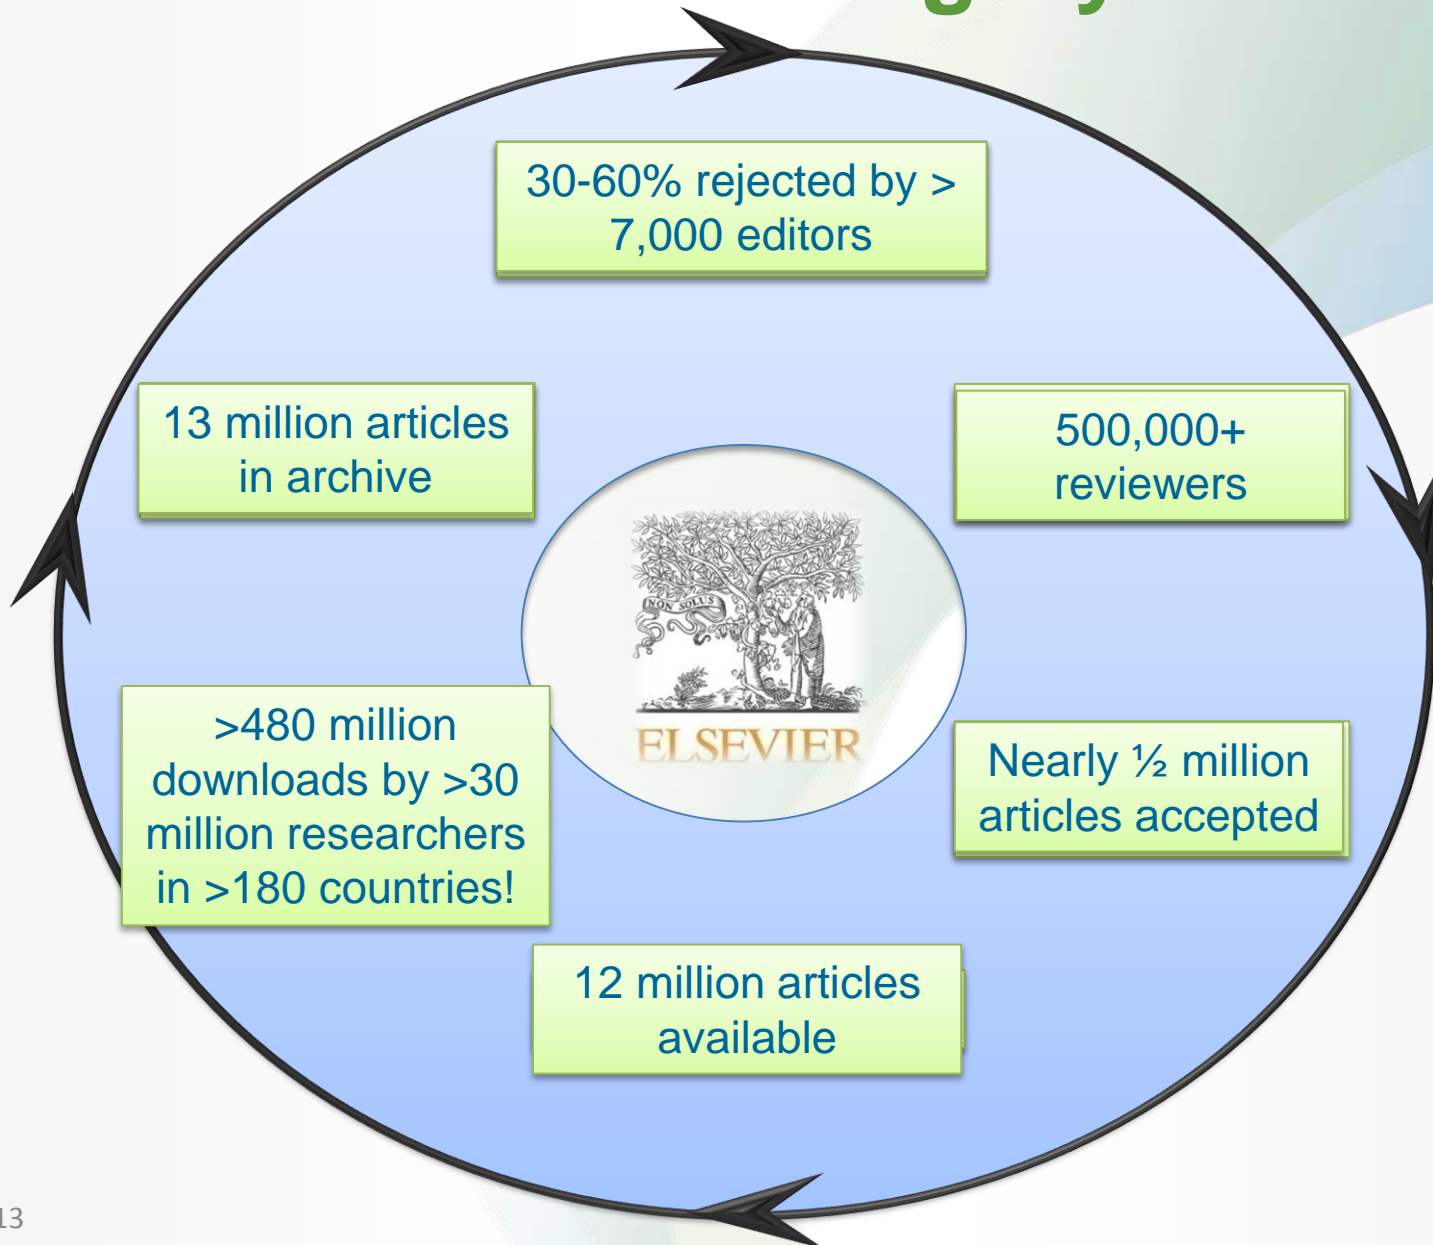 30-60% rejected by >
7,000 editors
13 million articles
in archive
500,000+
reviewers
NON SOLUS
ELSEVIER
>480 million
downloads by >30
million researchers
in >180 countries!
Nearly ½ million
articles accepted
12 million articles
available
13